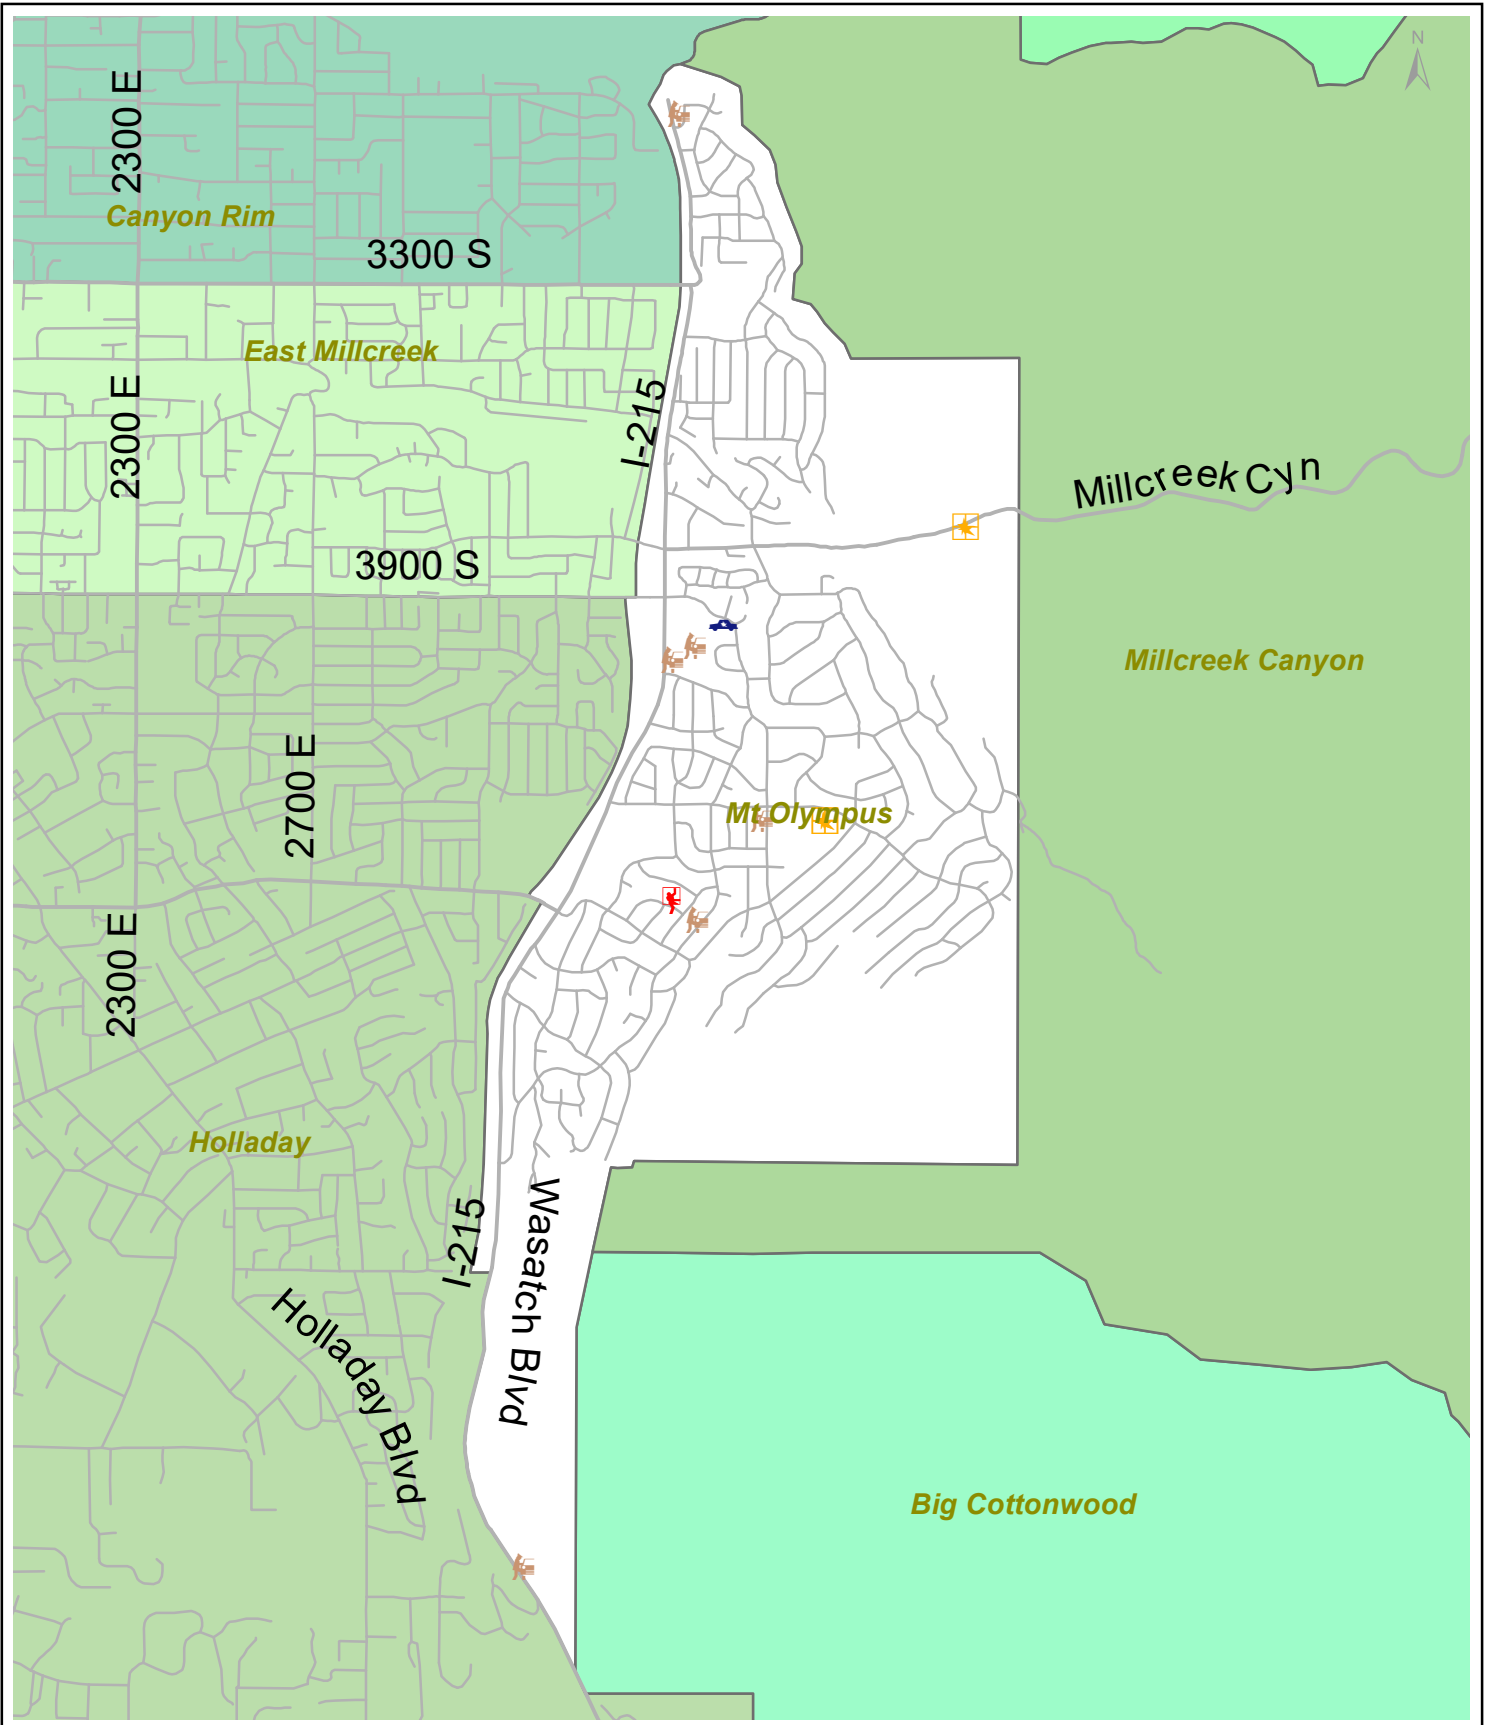 N
2300 E
Canyon Rim
3300 S
East Millcreek
2300 E
I-215
Millcreek Cyn
3900 S
Millcreek Canyon
2700 E
Mt Olympus
2300 E
Holladay
I-215
Wasatch Blvd
Holladay Blvd
Big Cottonwood